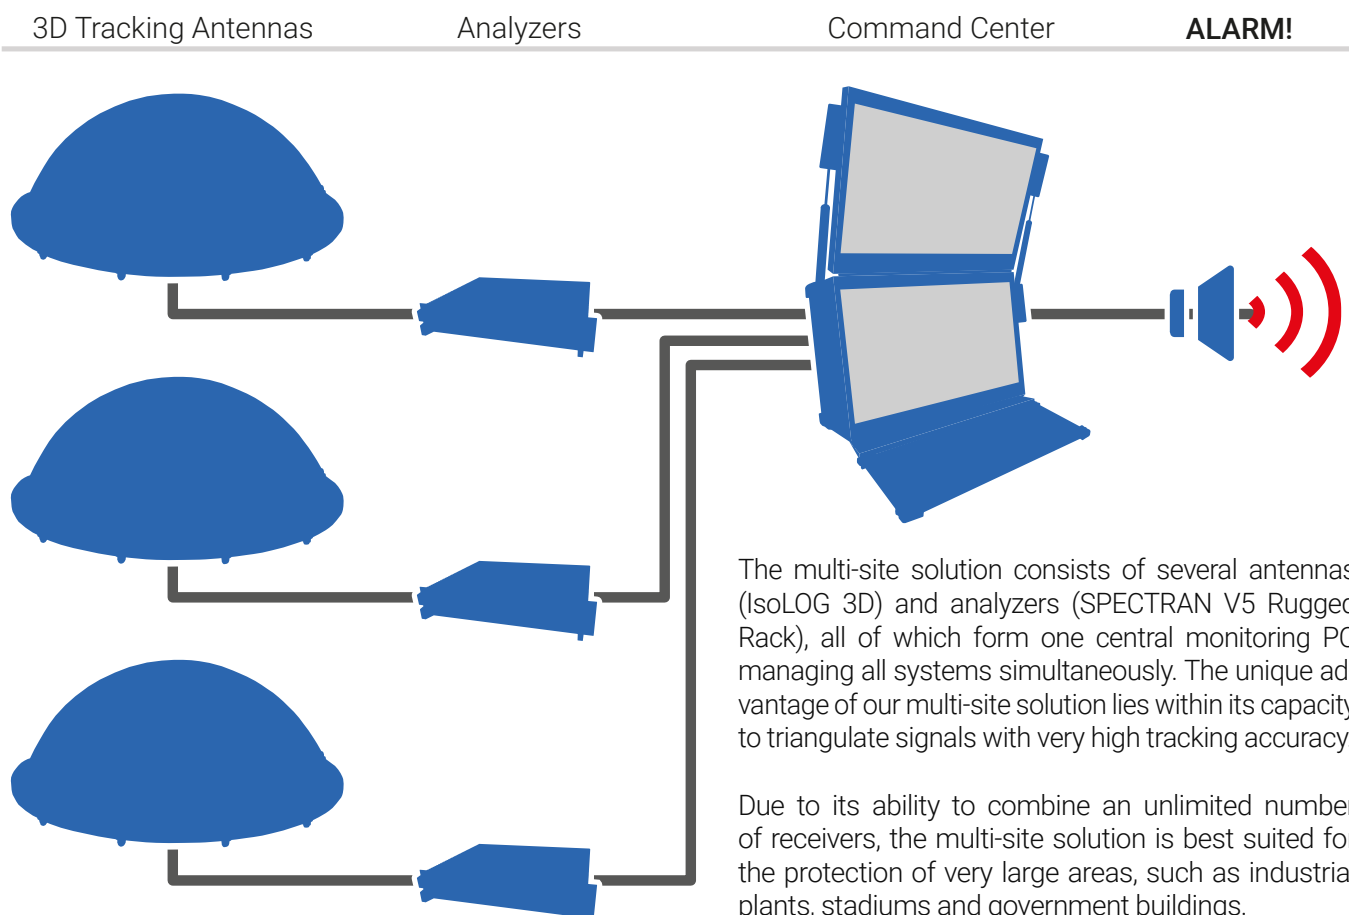 3D Tracking Antennas Analyzers Command Center ALARM!
The multi-site solution consists of several antennas
(IsoLOG 3D) and analyzers (SPECTRAN V5 Rugged
Rack), all of which form one central monitoring PC
managing all systems simultaneously. The unique ad
vantage of our multi-site solution lies within its capacity
to triangulate signals with very high tracking accuracy.
Due to its ability to combine an unlimited number
of receivers, the multi-site solution is best suited for
the protection of very large areas, such as industrial
plants, stadiums and government buildings.